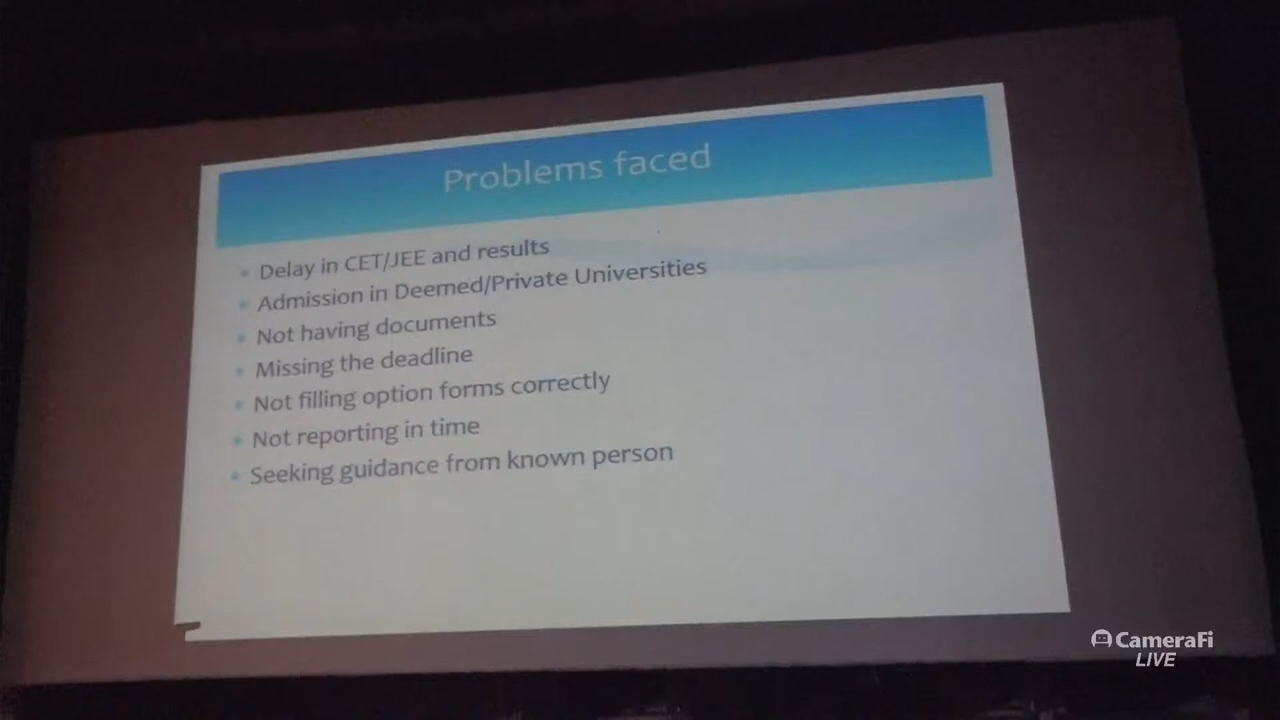 Problems faced
Delay in CET/JEE and results
Admission in Deemed/Private Universities
Not having documents
Missing the deadline
Not filling option forms correctly
Not reporting in time
Seeking guidance from known person
CameraFi
LIVE